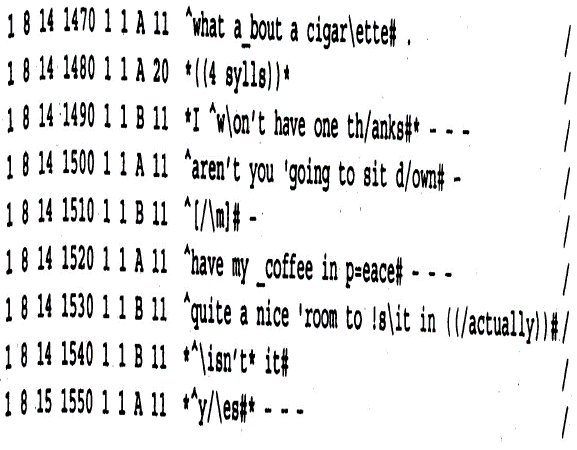 1 8 14 1470 1 1 A 11 ^what a_bout a cigar\ette# . /
1 8 14 1480 1 1 A 20 *((4 sylls))* /
1 8 14 1490 1 1 B 11 *I ^w\on't have one th/anks#* - - - /
1 8 14 1500 1 1 A 11 ^aren't you 'going to sit d/own# - /
1 8 14 1510 1 1 B 11 ^[/\m]# - /
1 8 14 1520 1 1 A 11 ^have my _coffee in p=eace# - - - /
1 8 14 1530 1 1 B 11 ^quite a nice 'room to !s\it in ((/actually))# /
1 8 14 1540 1 1 B 11 *^\isn't* it# /
1 8 15 1550 1 1 A 11 *^y/\es#* - - - /